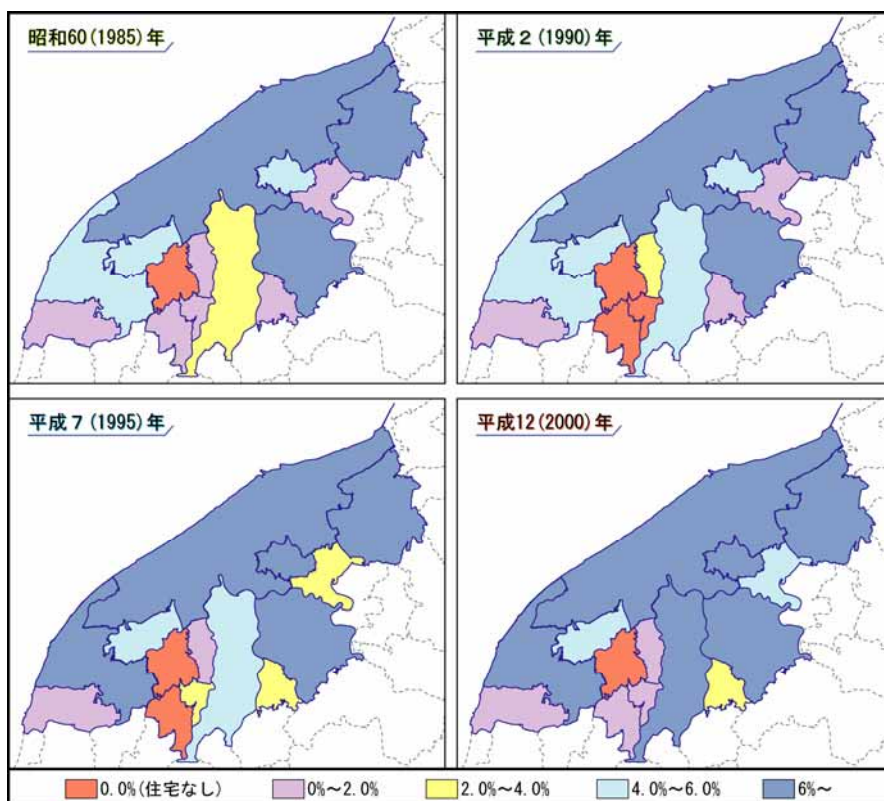 昭和60(1985)年
平成２(1990)年
平成７(1995)年
平成12(2000)年
0.0%(住宅なし)
0%～2.0%
2.0%～4.0%
4.0%～6.0%
6%～